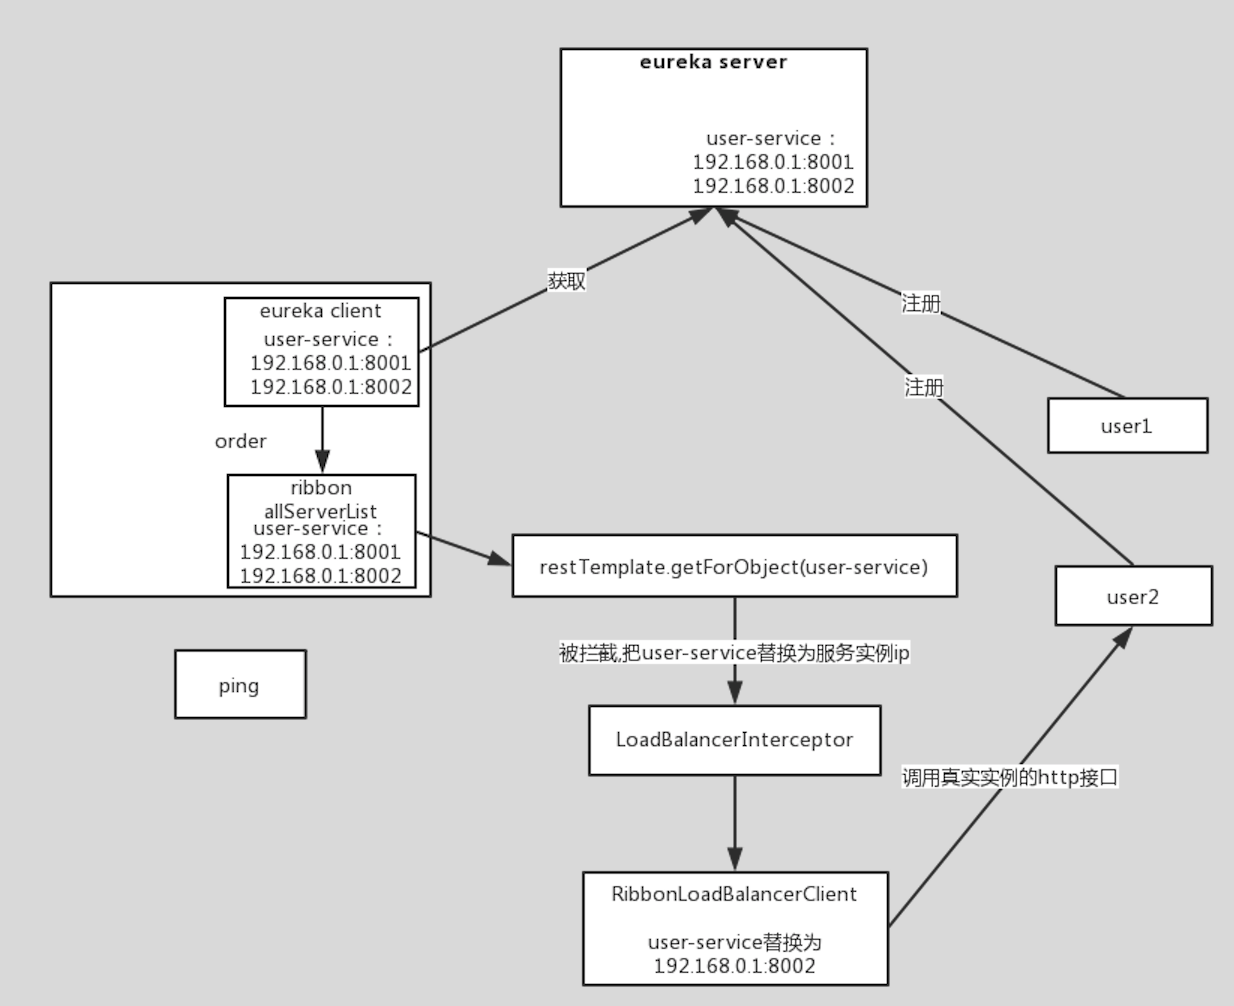 eureka server
user-service：
192.168.0.1:8001
192.168.0.1:8002
获取
注册
注册
eureka client
user-service：
192.168.0.1:8001
192.168.0.1:8002
order
ribbon
allServerList
user-service：
192.168.0.1:8001
192.168.0.1:8002
user1
restTemplate.getForObject(user-service)
user2
被拦截,把user-service替换为服务实例ip
ping
LoadBalancerInterceptor
调用真实实例的http接口
RibbonLoadBalancerClient
user-service替换为
192.168.0.1:8002